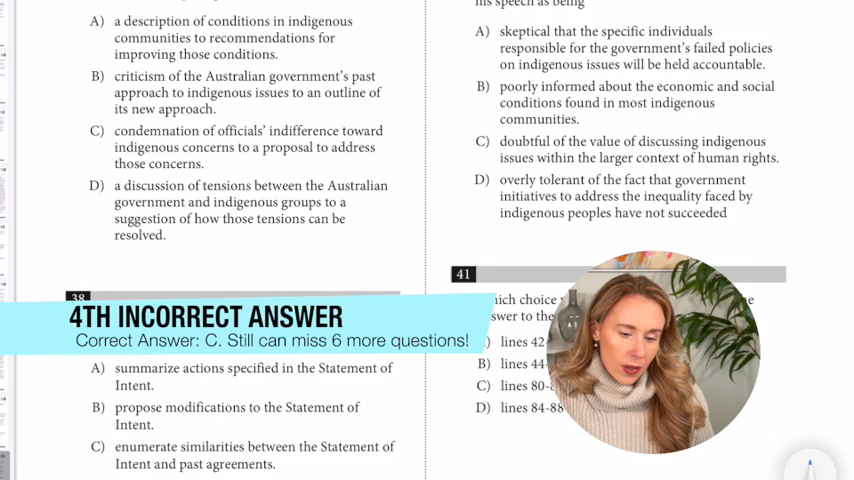 A) a description of conditions in indigenous
communities to recommendations for
improving those conditions.
B) criticism of the Australian government's past
approach to indigenous issues to an outline of
its new approach.
C) condemnation of officials' indifference toward
indigenous concerns to a proposal to address
those concerns.
D) a discussion of tensions between the Australian
government and indigenous groups to a
suggestion of how those tensions can be
resolved.
38
4TH INCORRECT ANSWER
Correct Answer: C. Still can miss 6 more questions!
A) summarize actions specified in the Statement of
Intent.
B) propose modifications to the Statement of
Intent.
C) enumerate similarities between the Statement of
Intent and past agreements.
his speech as being
A) skeptical that the specific individuals
responsible for the government's failed policies
on indigenous issues will be held accountable.
B) poorly informed about the economic and social
conditions found in most indigenous
communities.
C) doubtful of the value of discussing indigenous
issues within the larger context of human rights.
D) overly tolerant of the fact that government
initiatives to address the inequality faced by
indigenous peoples have not succeeded
41
choice
to the
) lines 42-
B) lines 44-
C) lines 80-
D) lines 84-88